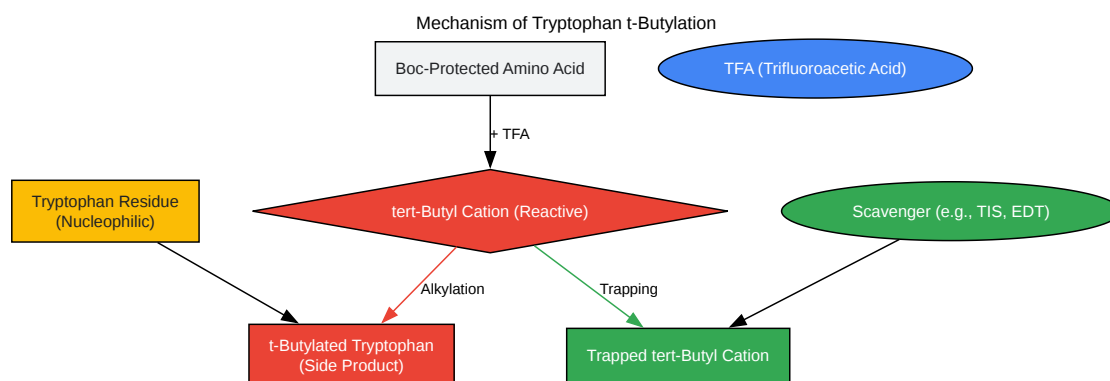 Mechanism of Tryptophan t-Butylation
Boc-Protected Amino Acid
TFA (Trifluoroacetic Acid)
+ TFA
Tryptophan Residue
(Nucleophilic)
tert-Butyl Cation (Reactive)
Scavenger (e.g., TIS, EDT)
Alkylation
Trapping
t-Butylated Tryptophan
(Side Product)
Trapped tert-Butyl Cation